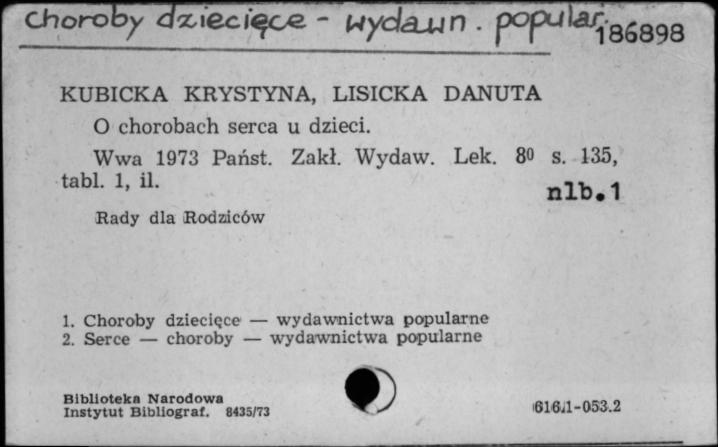 choroby dziecięce - wydawn. popular.
186898
KUBICKA KRYSTYNA, LISICKA DANUTA
O chorobach serca u dzieci.
Wwa 1973 Państ. Zakł. Wydaw. Lek. 8⁰ s. 135,
tabl. 1, il.
nlb.1
Rady dla Rodziców
1. Choroby dziecięce — wydawnictwa popularne
2. Serce — choroby — wydawnictwa popularne
Biblioteka Narodowa
Instytut Bibliograf. 8435/73
616.1-053.2